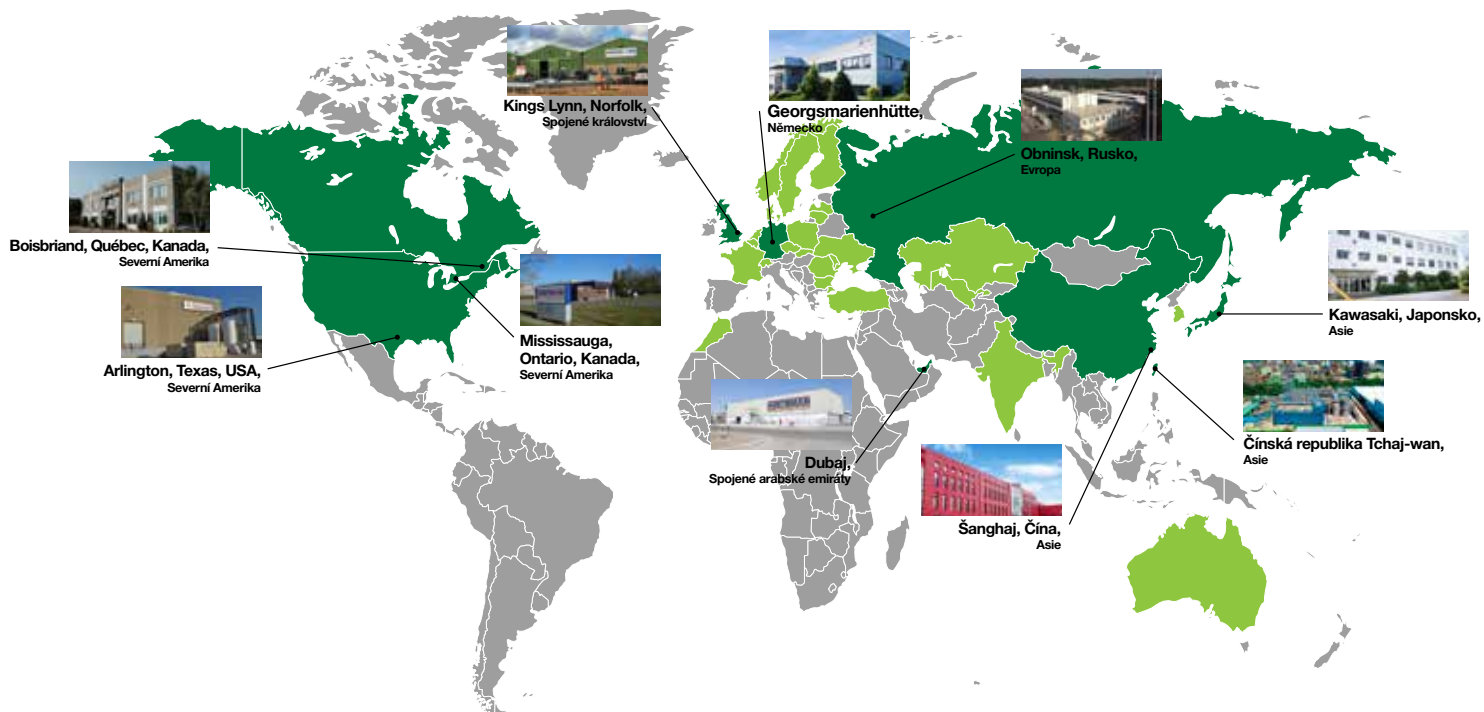 Kings Lynn, Norfolk,
Spojené království
Georgsmarienhütte,
Německo
Obninsk, Rusko,
Evropa
Boisbriand, Québec, Kanada,
Severní Amerika
Arlington, Texas, USA,
Severní Amerika
Mississauga,
Ontario, Kanada,
Severní Amerika
Kawasaki, Japonsko,
Asie
Čínská republika Tchaj-wan,
Asie
Dubaj,
Spojené arabské emiráty
Šanghaj, Čína,
Asie